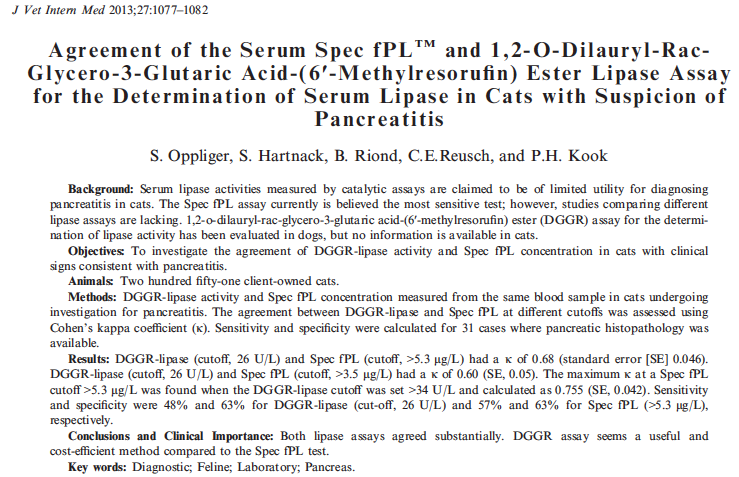 J Vet Intern Med 2013;27:1077–1082
Agreement of the Serum Spec fPL™ and 1,2-O-Dilauryl-Rac-
Glycero-3-Glutaric Acid-(6′-Methylresorufin) Ester Lipase Assay
for the Determination of Serum Lipase in Cats with Suspicion of
Pancreatitis
S. Oppliger, S. Hartnack, B. Riond, C.E.Reusch, and P.H. Kook
Background: Serum lipase activities measured by catalytic assays are claimed to be of limited utility for diagnosing
pancreatitis in cats. The Spec fPL assay currently is believed the most sensitive test; however, studies comparing different
lipase assays are lacking. 1,2-o-dilauryl-rac-glycero-3-glutaric acid-(6′-methylresorufin) ester (DGGR) assay for the determi-
nation of lipase activity has been evaluated in dogs, but no information is available in cats.
Objectives: To investigate the agreement of DGGR-lipase activity and Spec fPL concentration in cats with clinical
signs consistent with pancreatitis.
Animals: Two hundred fifty-one client-owned cats.
Methods: DGGR-lipase activity and Spec fPL concentration measured from the same blood sample in cats undergoing
investigation for pancreatitis. The agreement between DGGR-lipase and Spec fPL at different cutoffs was assessed using
Cohen's kappa coefficient (κ). Sensitivity and specificity were calculated for 31 cases where pancreatic histopathology was
available.
Results: DGGR-lipase (cutoff, 26 U/L) and Spec fPL (cutoff, >5.3 μg/L) had a κ of 0.68 (standard error [SE] 0.046).
DGGR-lipase (cutoff, 26 U/L) and Spec fPL (cutoff, >3.5 μg/L) had a κ of 0.60 (SE, 0.05). The maximum κ at a Spec fPL
cutoff >5.3 μg/L was found when the DGGR-lipase cutoff was set >34 U/L and calculated as 0.755 (SE, 0.042). Sensitivity
and specificity were 48% and 63% for DGGR-lipase (cut-off, 26 U/L) and 57% and 63% for Spec fPL (>5.3 μg/L),
respectively.
Conclusions and Clinical Importance: Both lipase assays agreed substantially. DGGR assay seems a useful and
cost-efficient method compared to the Spec fPL test.
Key words: Diagnostic; Feline; Laboratory; Pancreas.